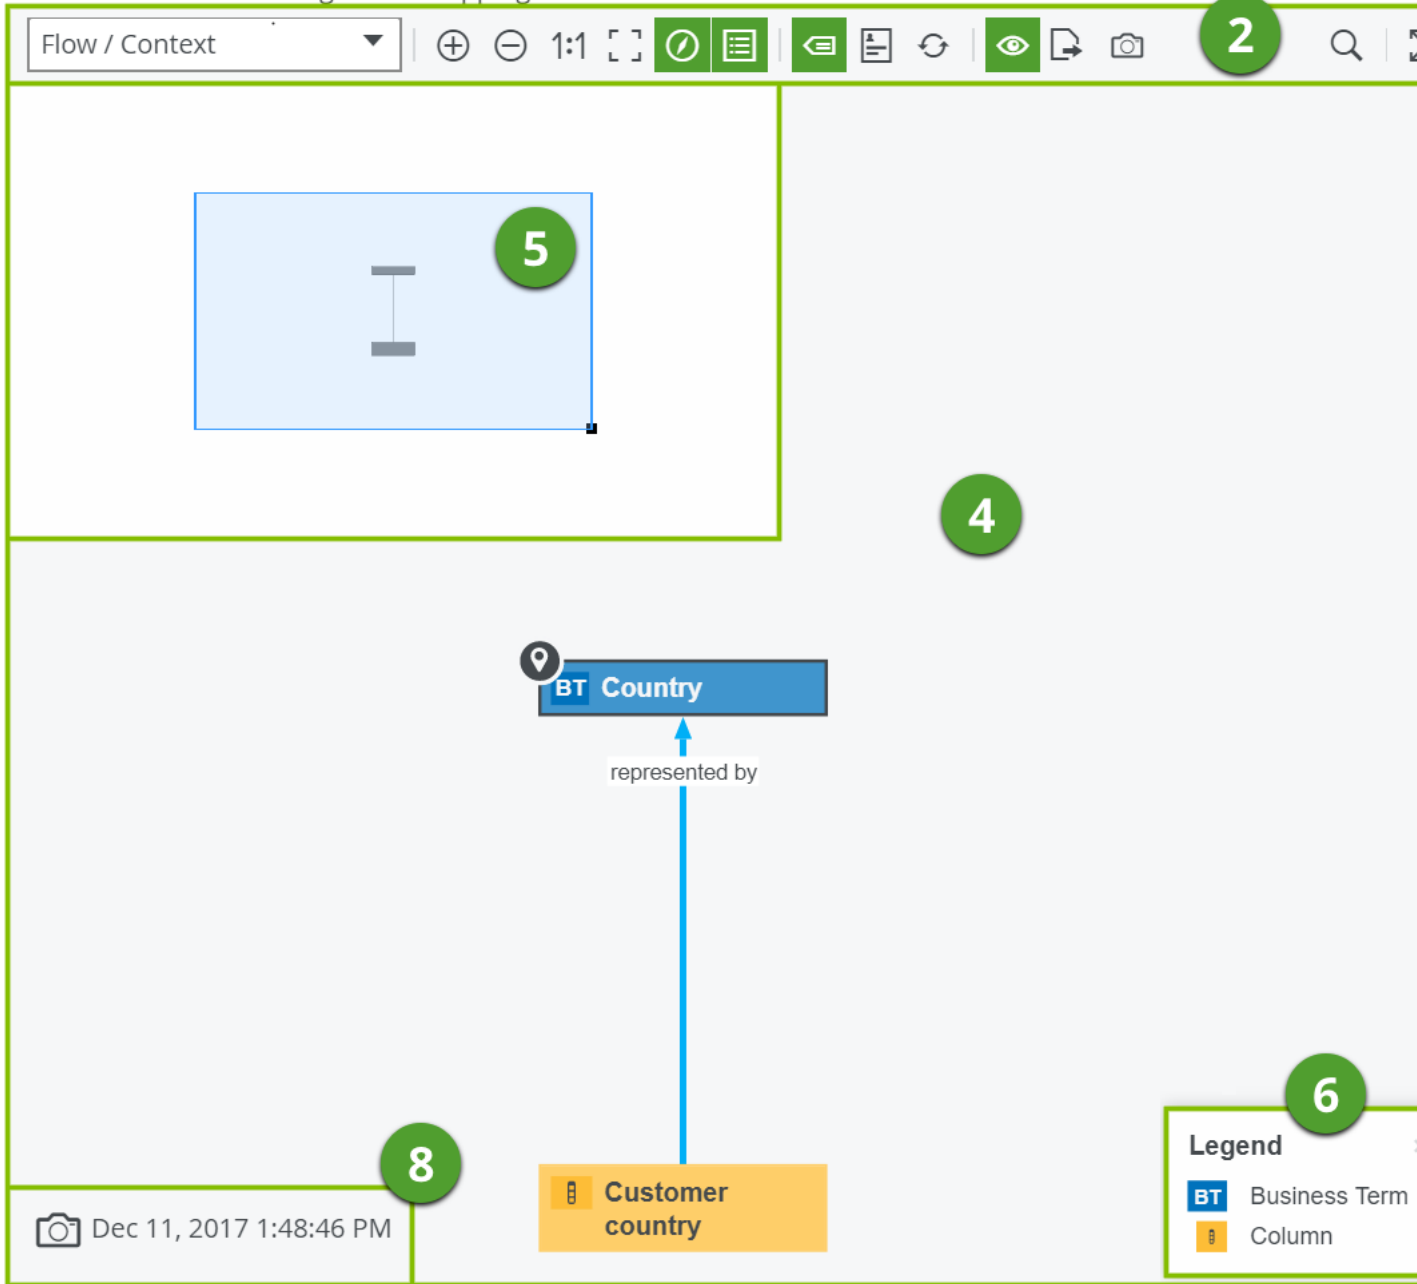 Flow / Context
1:1
2
5
4
BT Country
represented by
6
Legend
BT Business Term
Column
8
Customer
country
Dec 11, 2017 1:48:46 PM